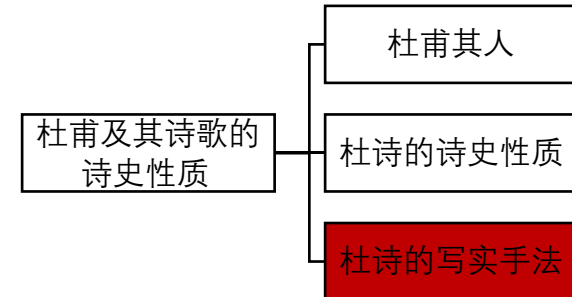 杜甫其人
杜甫及其诗歌的
诗史性质
杜诗的诗史性质
杜诗的写实手法